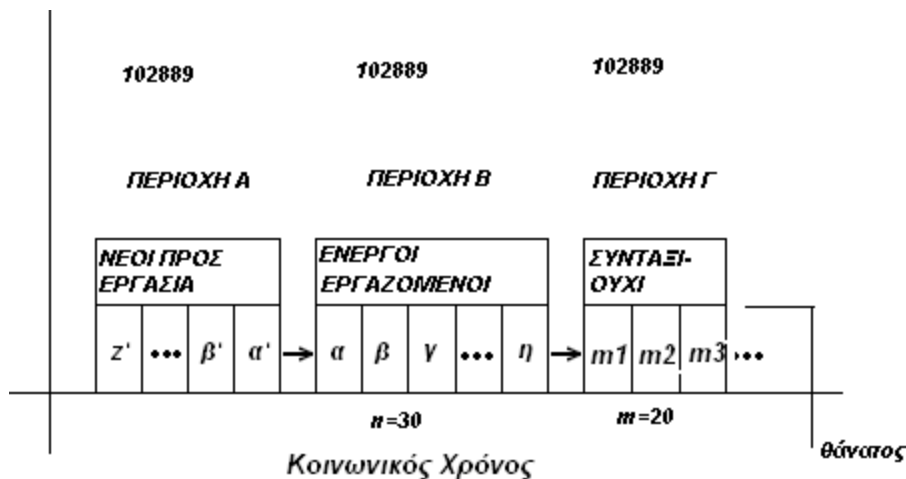 102889 102889 102889
ΠΕΡΙΟΧΗ Α ΠΕΡΙΟΧΗ Β ΠΕΡΙΟΧΗ Γ
ΝΕΟΙ ΠΡΟΣ
ΕΡΓΑΣΙΑ
ΕΝΕΡΓΟΙ
ΕΡΓΑΖΟΜΕΝΟΙ
ΣΥΝΤΑΞΙ-
ΟΥΧΙ
z' ••• β' α' → α β γ ••• η → m1 m2 m3 •••
n=30 m=20
θάνατος
Κοινωνικός Χρόνος